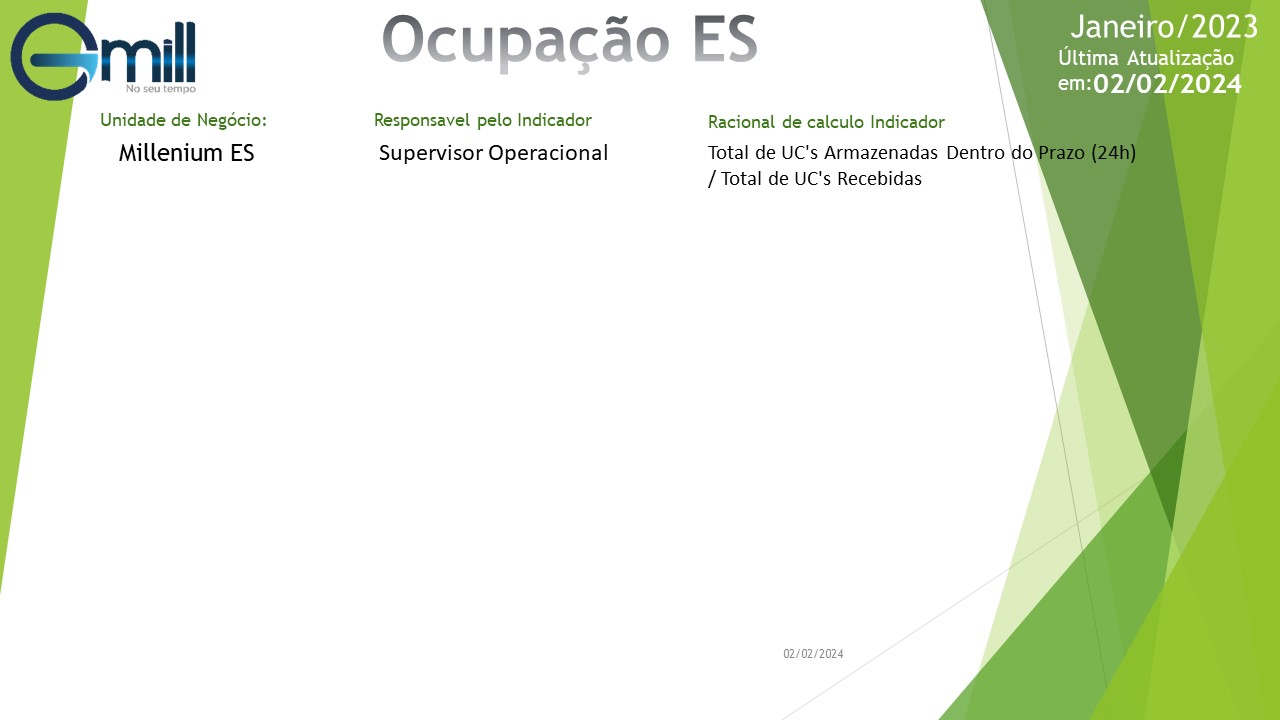 mill
No seu tempo
Ocupação ES
Janeiro/2023
Última Atualização
em:02/02/2024
Unidade de Negócio:
Millenium ES
Responsavel pelo Indicador
Supervisor Operacional
Racional de calculo Indicador
Total de UC's Armazenadas Dentro do Prazo (24h)
/ Total de UC's Recebidas
02/02/2024